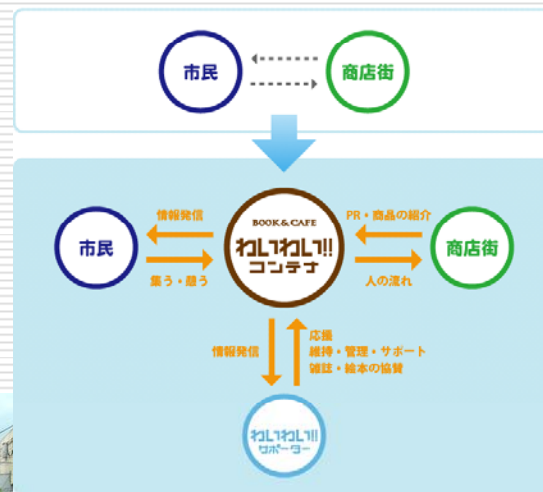 市民
商店街
情報発信
BOOK & CAFE
わいわい!!
コンテナ
PR・商品の紹介
市民
商店街
集う・憩う
人の流れ
情報発信
応援
維持・管理・サポート
雑誌・絵本の協賛
わいわい!!
サポーター